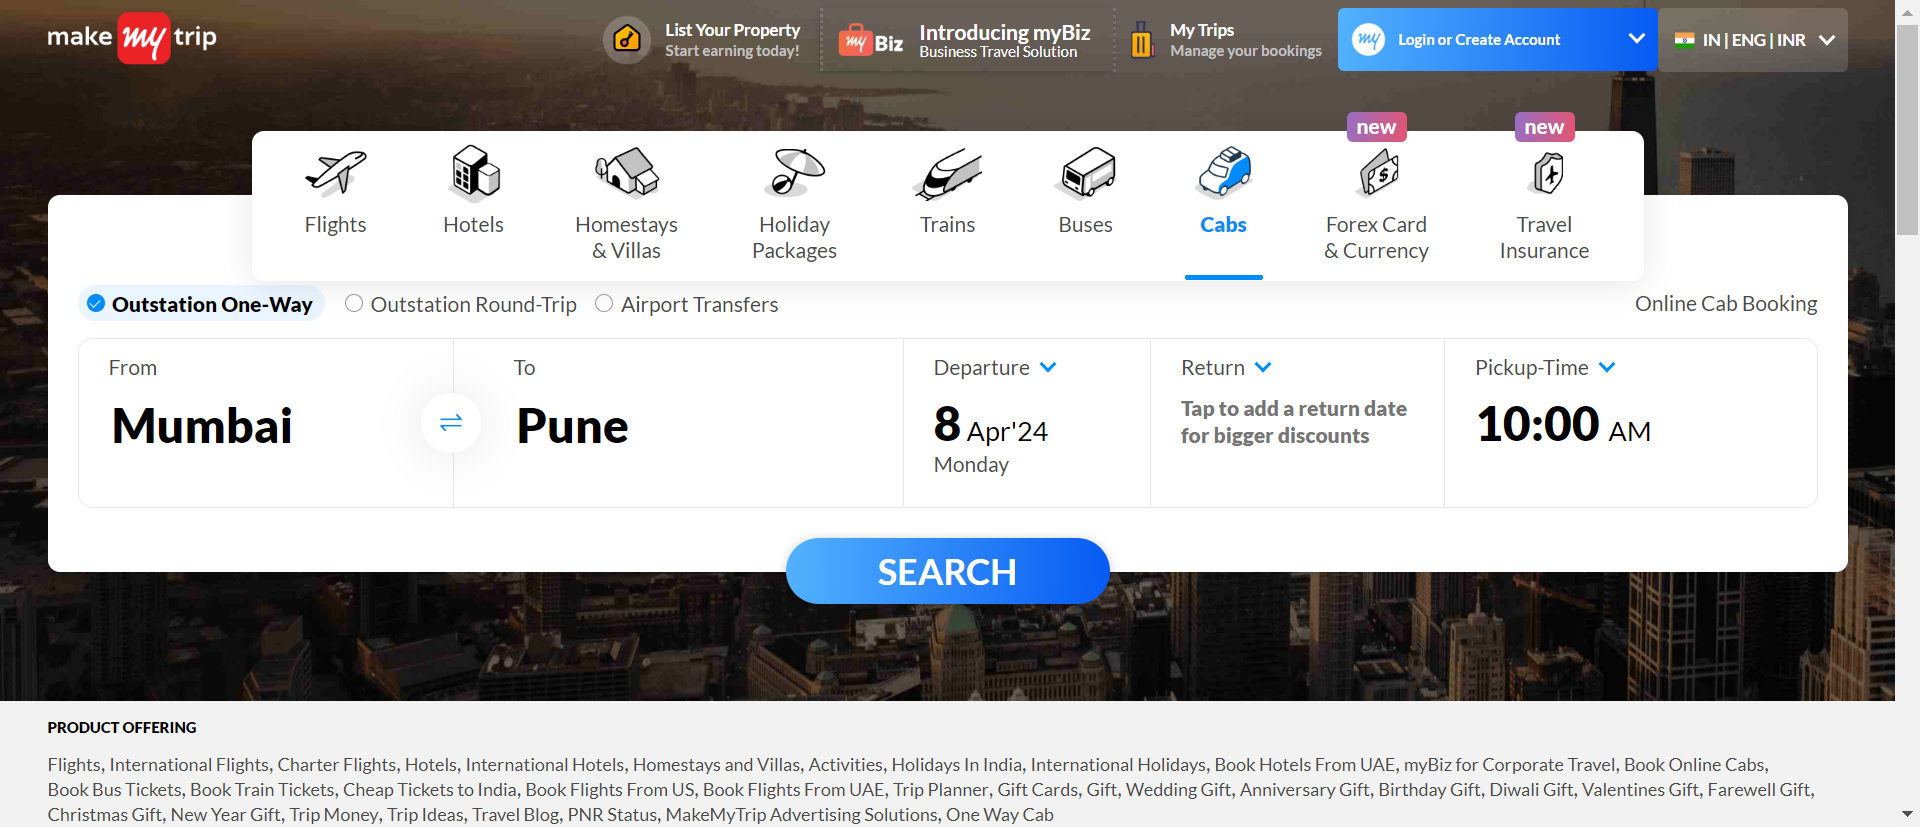 make my trip
List Your Property
Start earning today!
my Biz
Introducing myBiz
Business Travel Solution
My Trips
Manage your bookings
my Login or Create Account
IN | ENG | INR
new
new
Flights
Hotels
Homestays
& Villas
Holiday
Packages
Trains
Buses
Cabs
Forex Card
& Currency
Travel
Insurance
Outstation One-Way
Outstation Round-Trip
Airport Transfers
Online Cab Booking
From
Mumbai
To
Pune
Departure
8 Apr'24
Monday
Return
Tap to add a return date
for bigger discounts
Pickup-Time
10:00 AM
SEARCH
PRODUCT OFFERING
Flights, International Flights, Charter Flights, Hotels, International Hotels, Homestays and Villas, Activities, Holidays In India, International Holidays, Book Hotels From UAE, myBiz for Corporate Travel, Book Online Cabs,
Book Bus Tickets, Book Train Tickets, Cheap Tickets to India, Book Flights From US, Book Flights From UAE, Trip Planner, Gift Cards, Gift, Wedding Gift, Anniversary Gift, Birthday Gift, Diwali Gift, Valentines Gift, Farewell Gift,
Christmas Gift, New Year Gift, Trip Money, Trip Ideas, Travel Blog, PNR Status, MakeMyTrip Advertising Solutions, One Way Cab